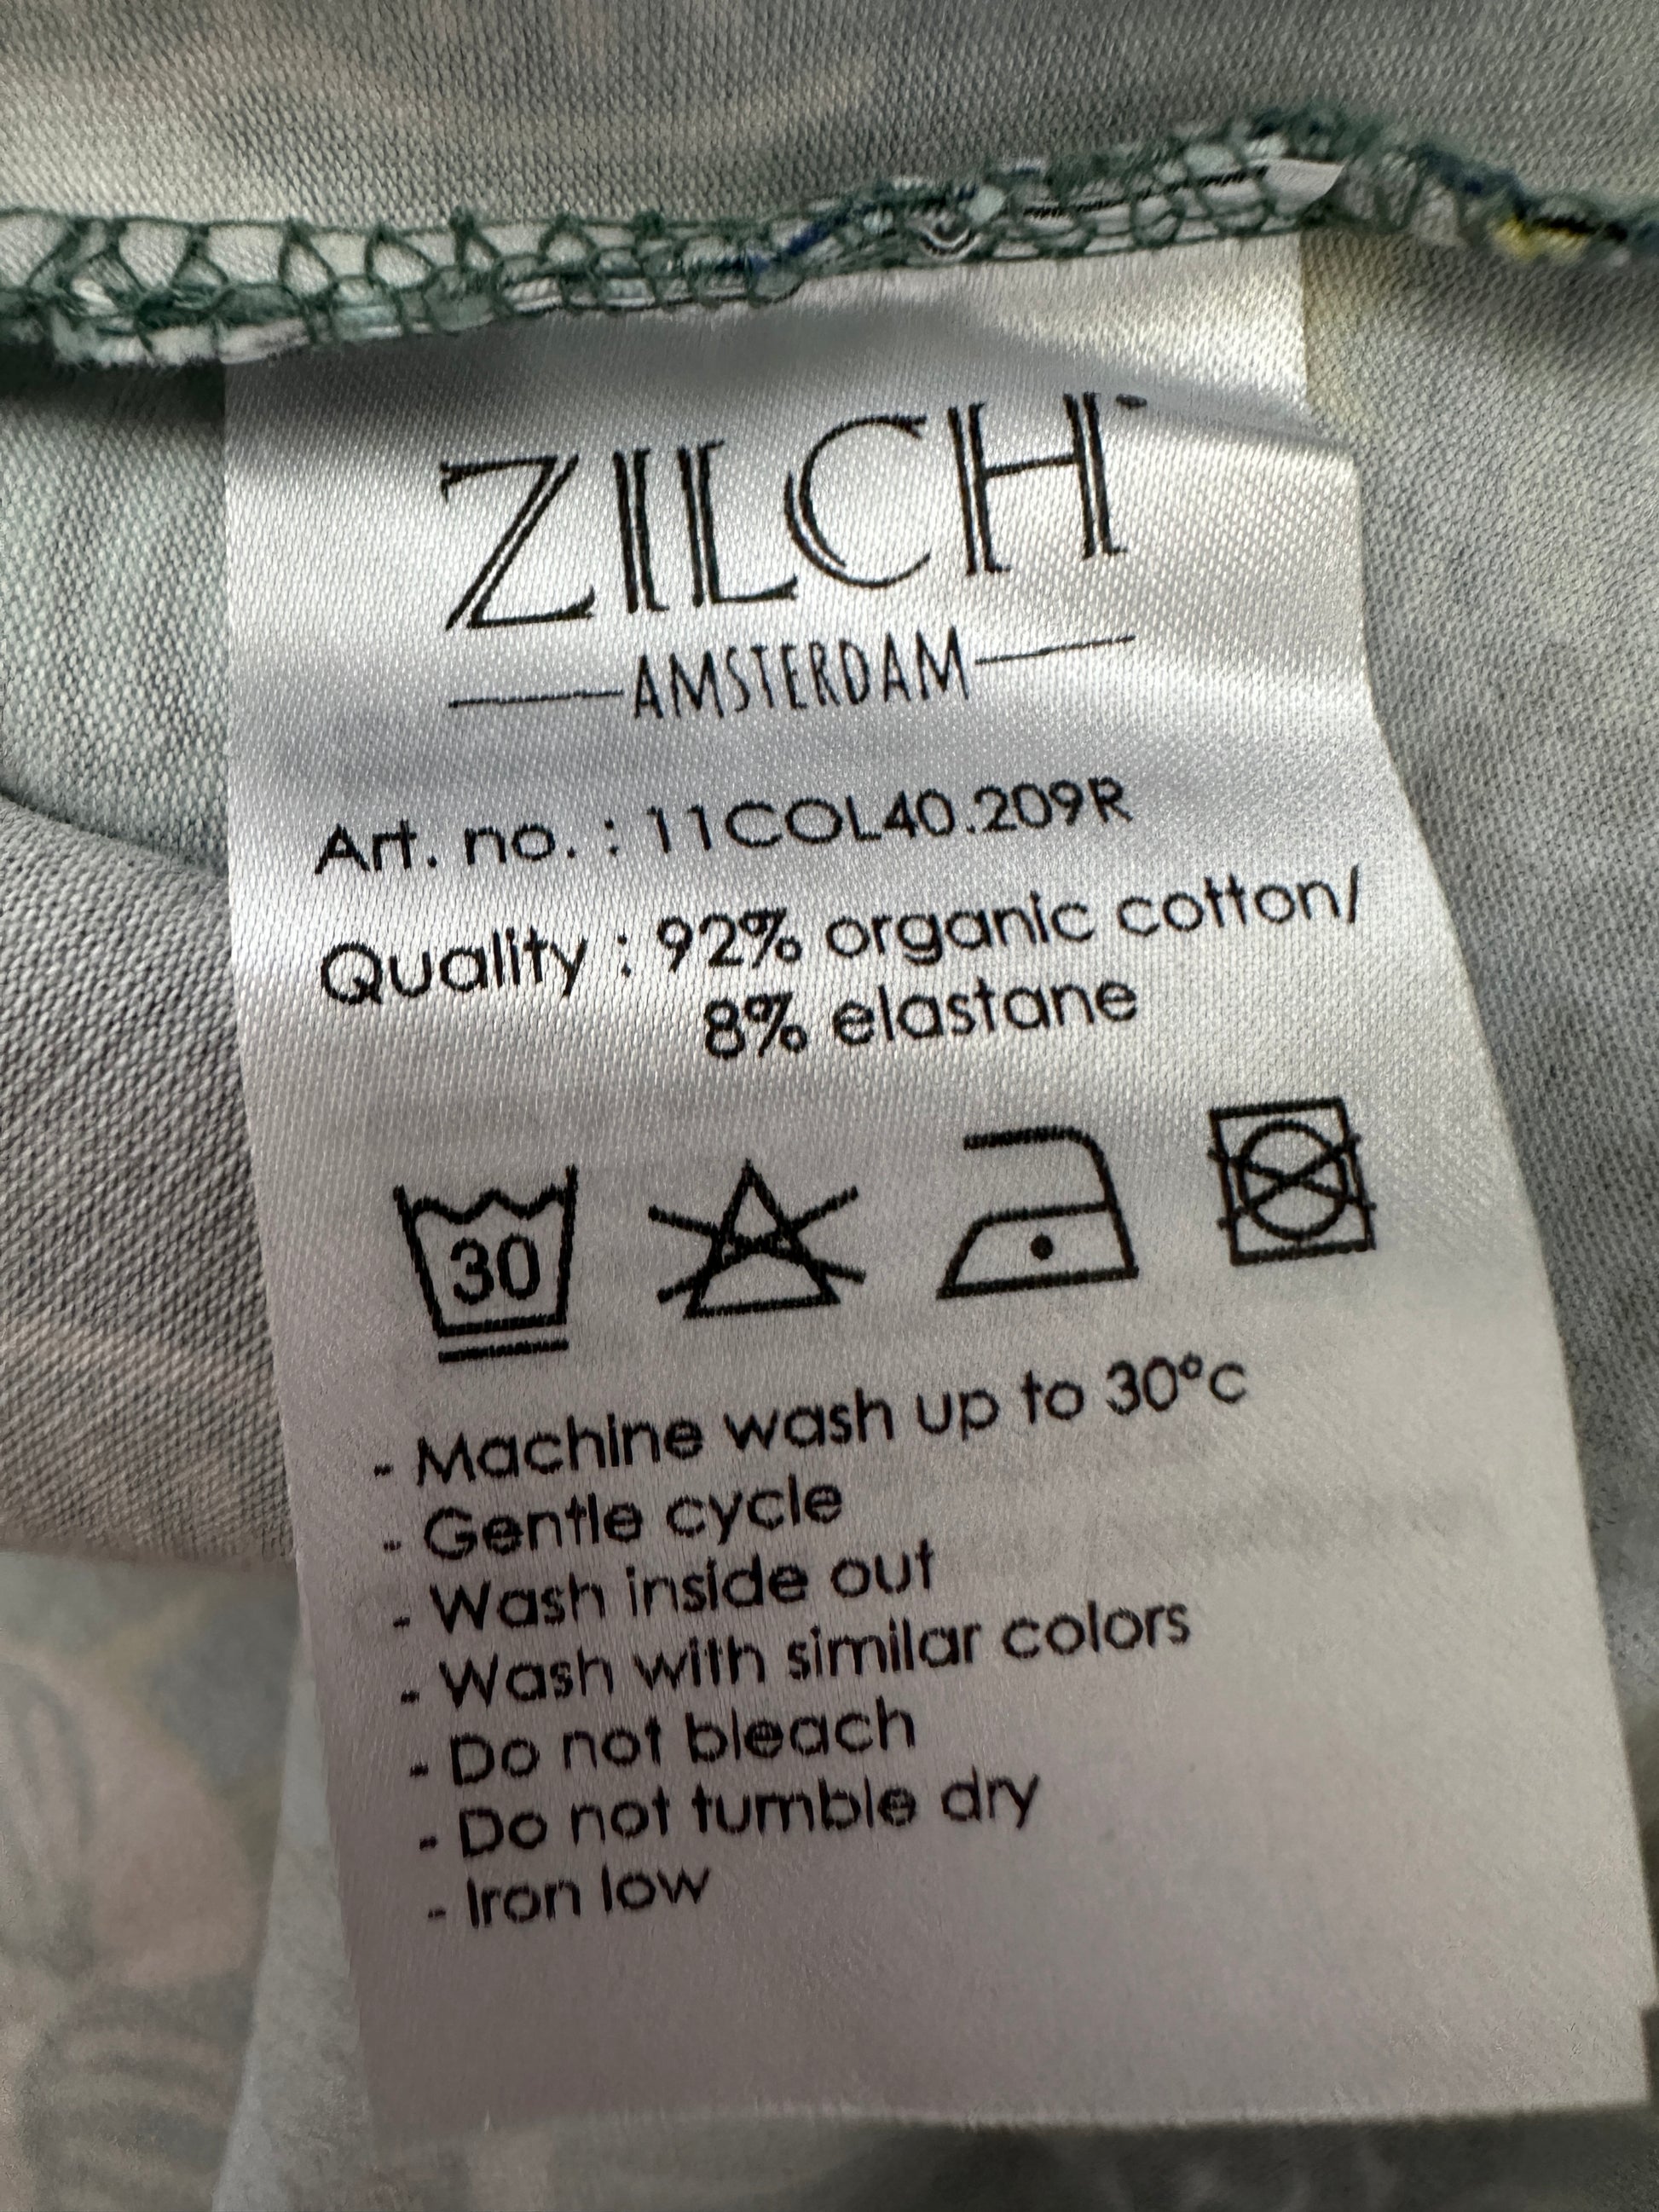 ZILCH
AMSTERDAM
Art. no. : 11COL40.209R
Quality : 92% organic cotton/
8% elastane
30
- Machine wash up to 30°c
- Gentle cycle
- Wash inside out
- Wash with similar colors
- Do not bleach
- Do not tumble dry
- Iron low